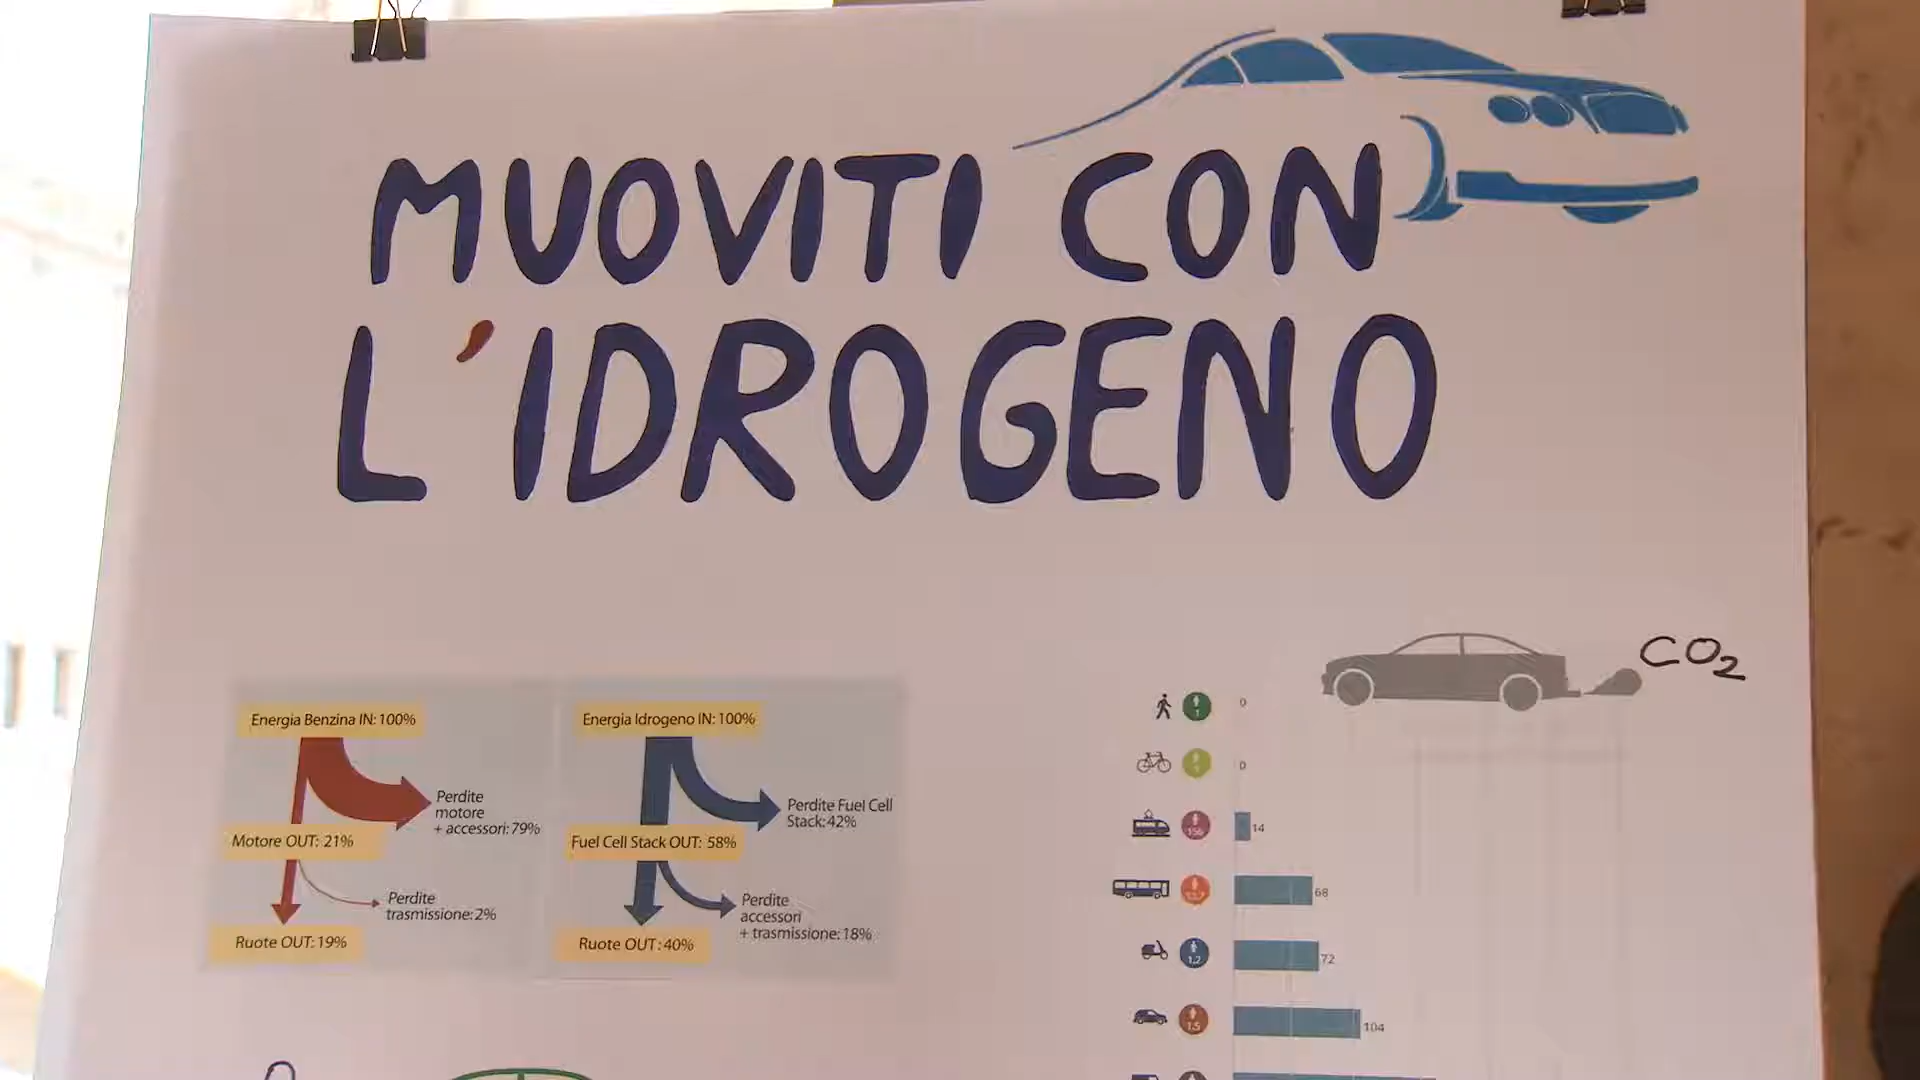 MUOVITI CON
L'IDROGENO
CO2
Energia Benzina IN: 100%
Perdite
motore
+ accessori: 79%
Motore OUT: 21%
Perdite
trasmissione: 2%
Ruote OUT: 19%
Energia Idrogeno IN: 100%
Perdite Fuel Cell
Stack: 42%
Fuel Cell Stack OUT: 58%
Perdite
accessori
+ trasmissione: 18%
Ruote OUT: 40%
1 0
0
156 14
68
1,2 72
1,5 104